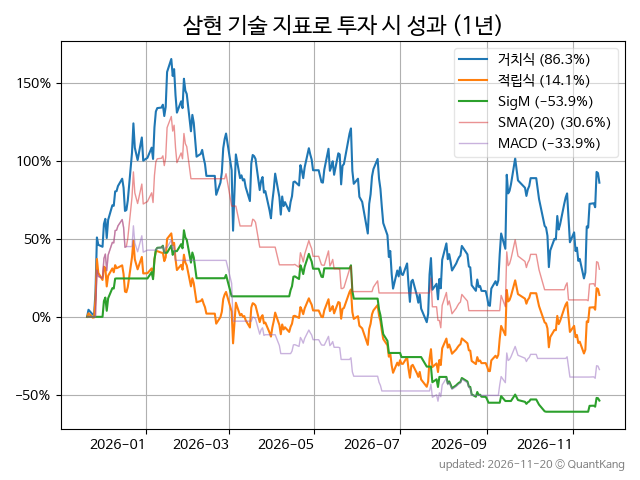 삼현 기술 지표로 투자 시 성과 (1년)
거치식 (86.3%)
적립식 (14.1%)
SigM (−53.9%)
SMA(20) (30.6%)
MACD (−33.9%)
150%
100%
50%
0%
−50%
2026-01 2026-03 2026-05 2026-07 2026-09 2026-11
updated: 2026-11-20 © QuantKang